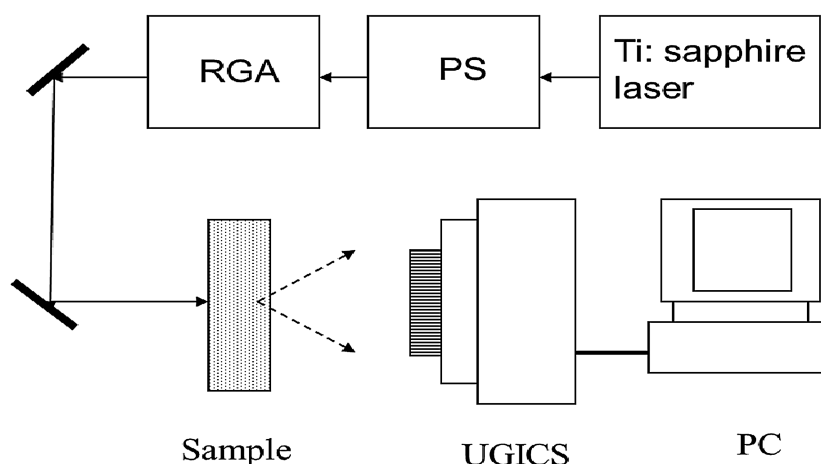 RGA
PS
Ti: sapphire
laser
Sample
UGICS
PC